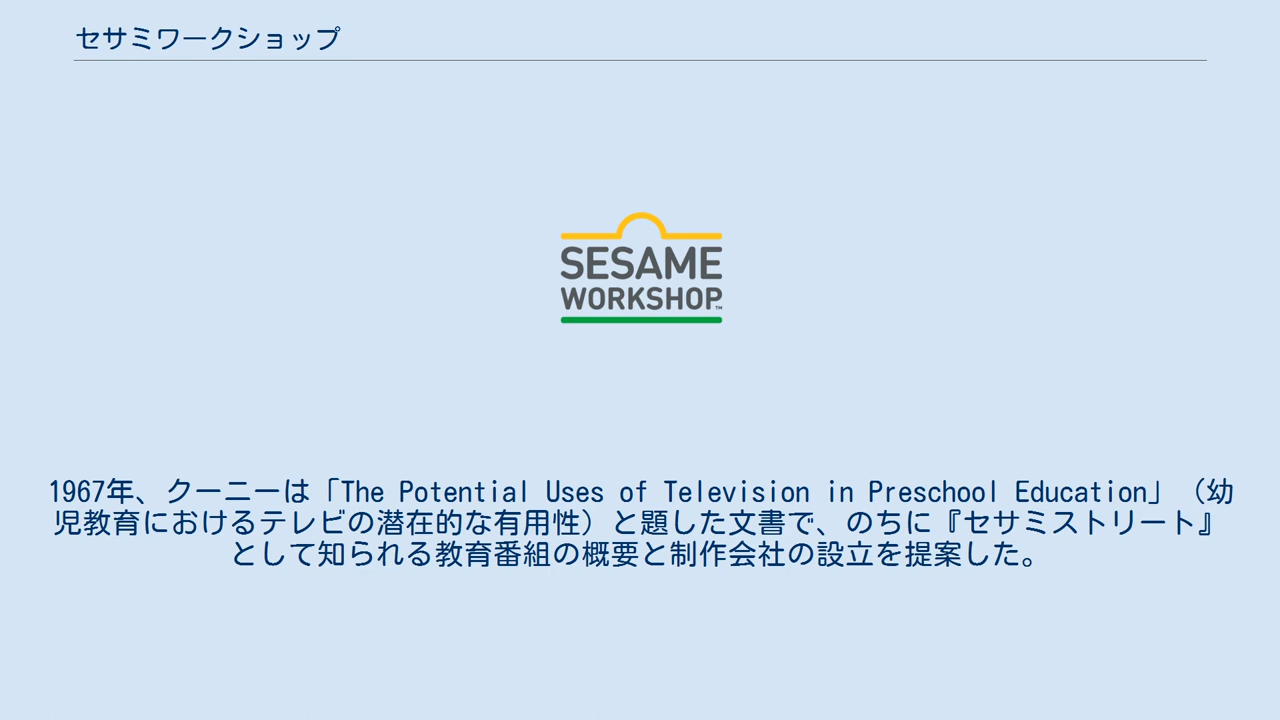 セサミワークショップ
SESAME
WORKSHOP™
1967年、クーニーは「The Potential Uses of Television in Preschool Education」（幼
児教育におけるテレビの潜在的な有用性）と題した文書で、のちに『セサミストリート』
として知られる教育番組の概要と制作会社の設立を提案した。